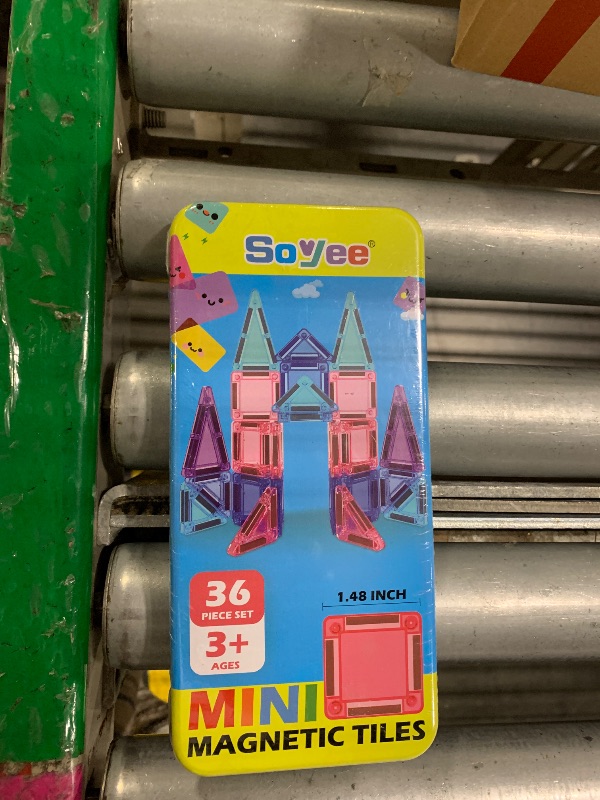 Soyee®
36
PIECE SET
3+
AGES
1.48 INCH
MINI
MAGNETIC TILES